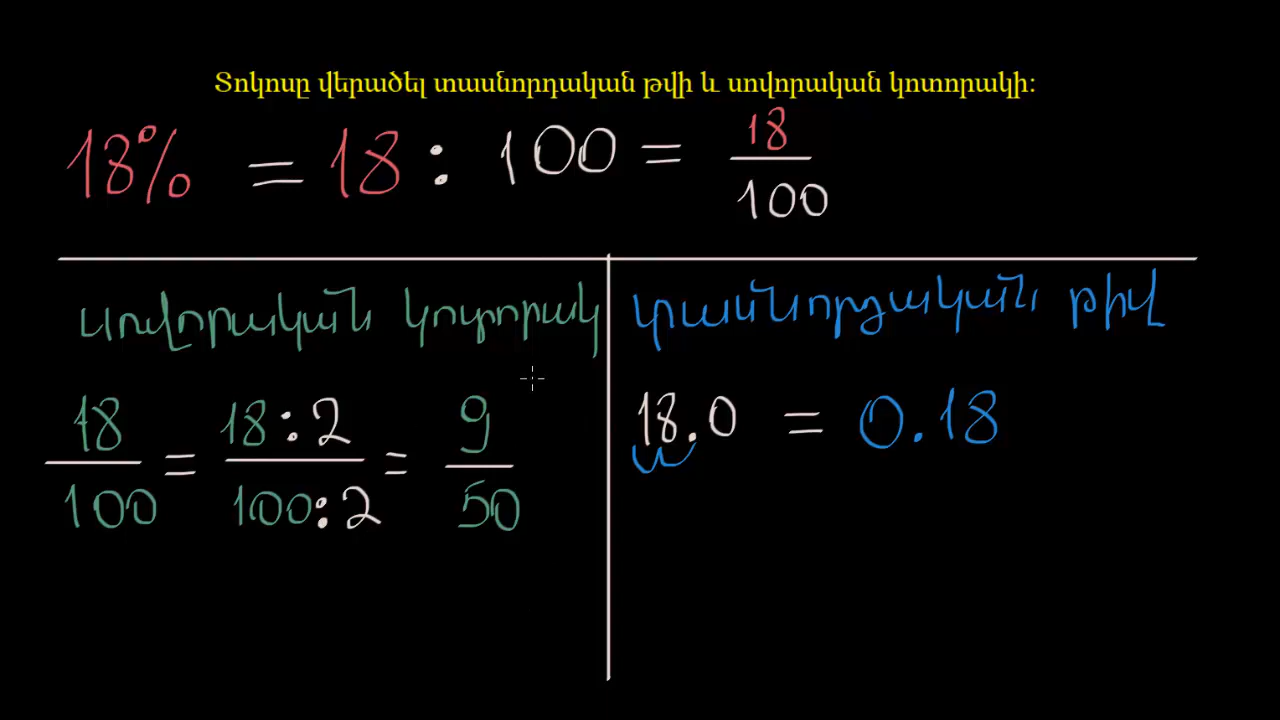 Տոկոսը վերածել տասնորդական թվի և սովորական կոտորակի:
18% = 18 : 100 = 18/100
սովորական կոտորակ
18/100 = 18:2/100:2 = 9/50
տասնորդական թիվ
18.0 = 0.18